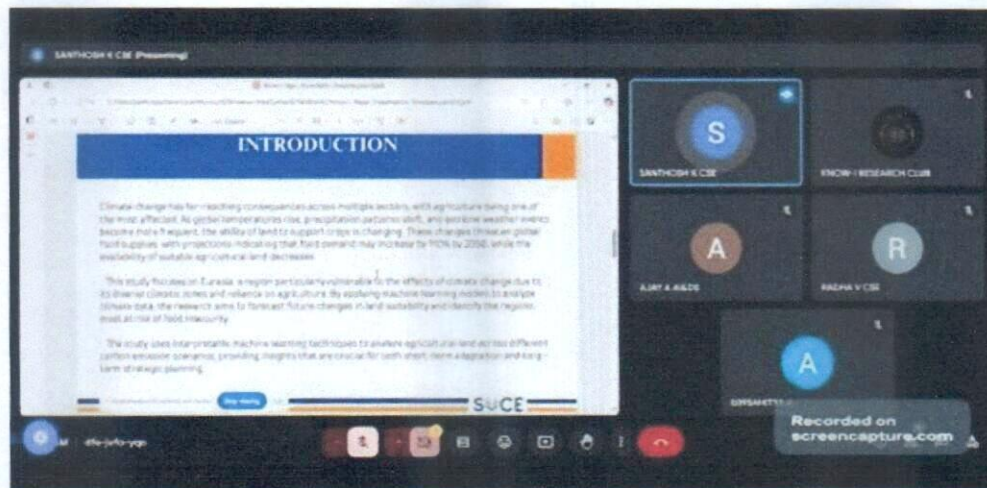 SANTHOSH K CSE (Presenting)
INTRODUCTION
Climate change has far-reaching consequences across multiple sectors, with agriculture being one of
the most affected. As global temperatures rise, precipitation patterns shift, and extreme weather events
become more frequent, the ability of land to support crops is changing. These changes threaten global
food supplies, with projections indicating that food demand may increase by 110% by 2050, while the
availability of suitable agricultural land decreases.
This study focuses on Eurasia, a region particularly vulnerable to the effects of climate change due to
its diverse climatic zones and reliance on agriculture. By applying machine learning models to analyze
climate data, the research aims to forecast future changes in land suitability and identify the regions
most at risk of food insecurity.
The study uses interpretable machine learning techniques to analyze agricultural land across different
carbon emission scenarios, providing insights that are crucial for both short-term adaptation and long-
term strategic planning.
Stop sharing
SUCE
S
SANTHOSH K CSE
KNOW-I RESEARCH CLUB
A
AJAY A AI&DS
R
RADHA V CSE
A
Recorded on
screencapture.com